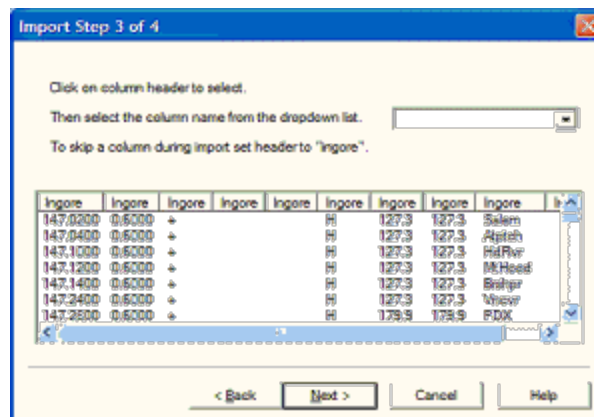 Import Step 3 of 4
Click on column header to select.
Then select the column name from the dropdown list.
To skip a column during import set header to "Ingore".
Ingore Ingore Ingore Ingore Ingore Ingore Ingore Ingore Ingore
147.0200 0.6000 + H 127.3 127.3 Salem
147.0400 0.6000 + H 127.3 127.3
147.1000 0.6000 + H 127.3 127.3 HdRvr
147.1200 0.6000 + H 127.3 127.3 Mt.Hood
147.1400 0.6000 + H 127.3 127.3
147.2400 0.6000 + H 127.3 127.3
147.2800 0.6000 + H 179.9 179.9 PDX
< Back Next > Cancel Help